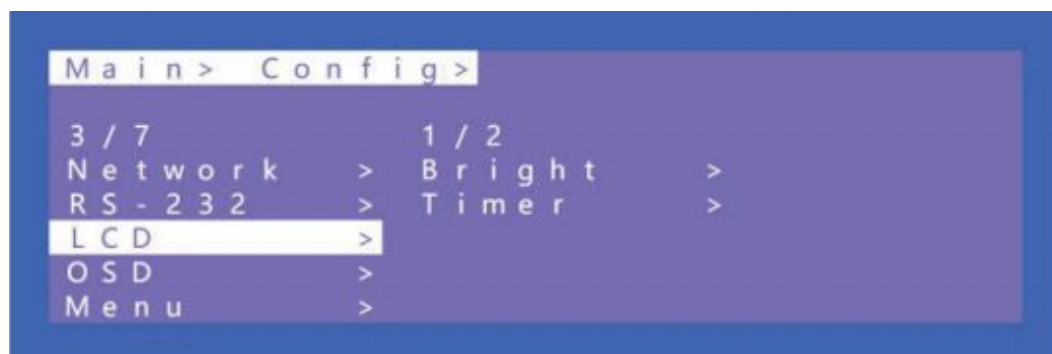 Main> Config>
3/7 1/2
Network > Bright >
RS-232 > Timer >
LCD >
OSD >
Menu >